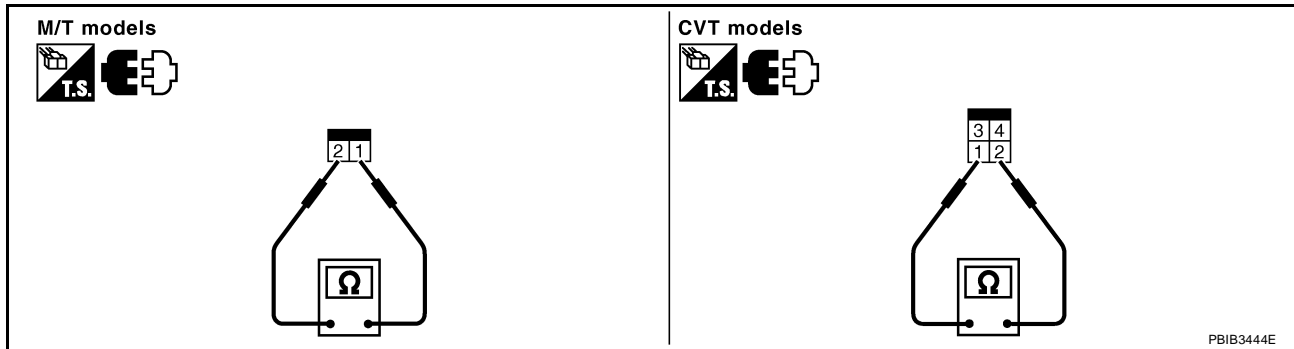 M/T models
T.S.
2 1
Ω
CVT models
T.S.
3 4
1 2
Ω
PBIB3444E